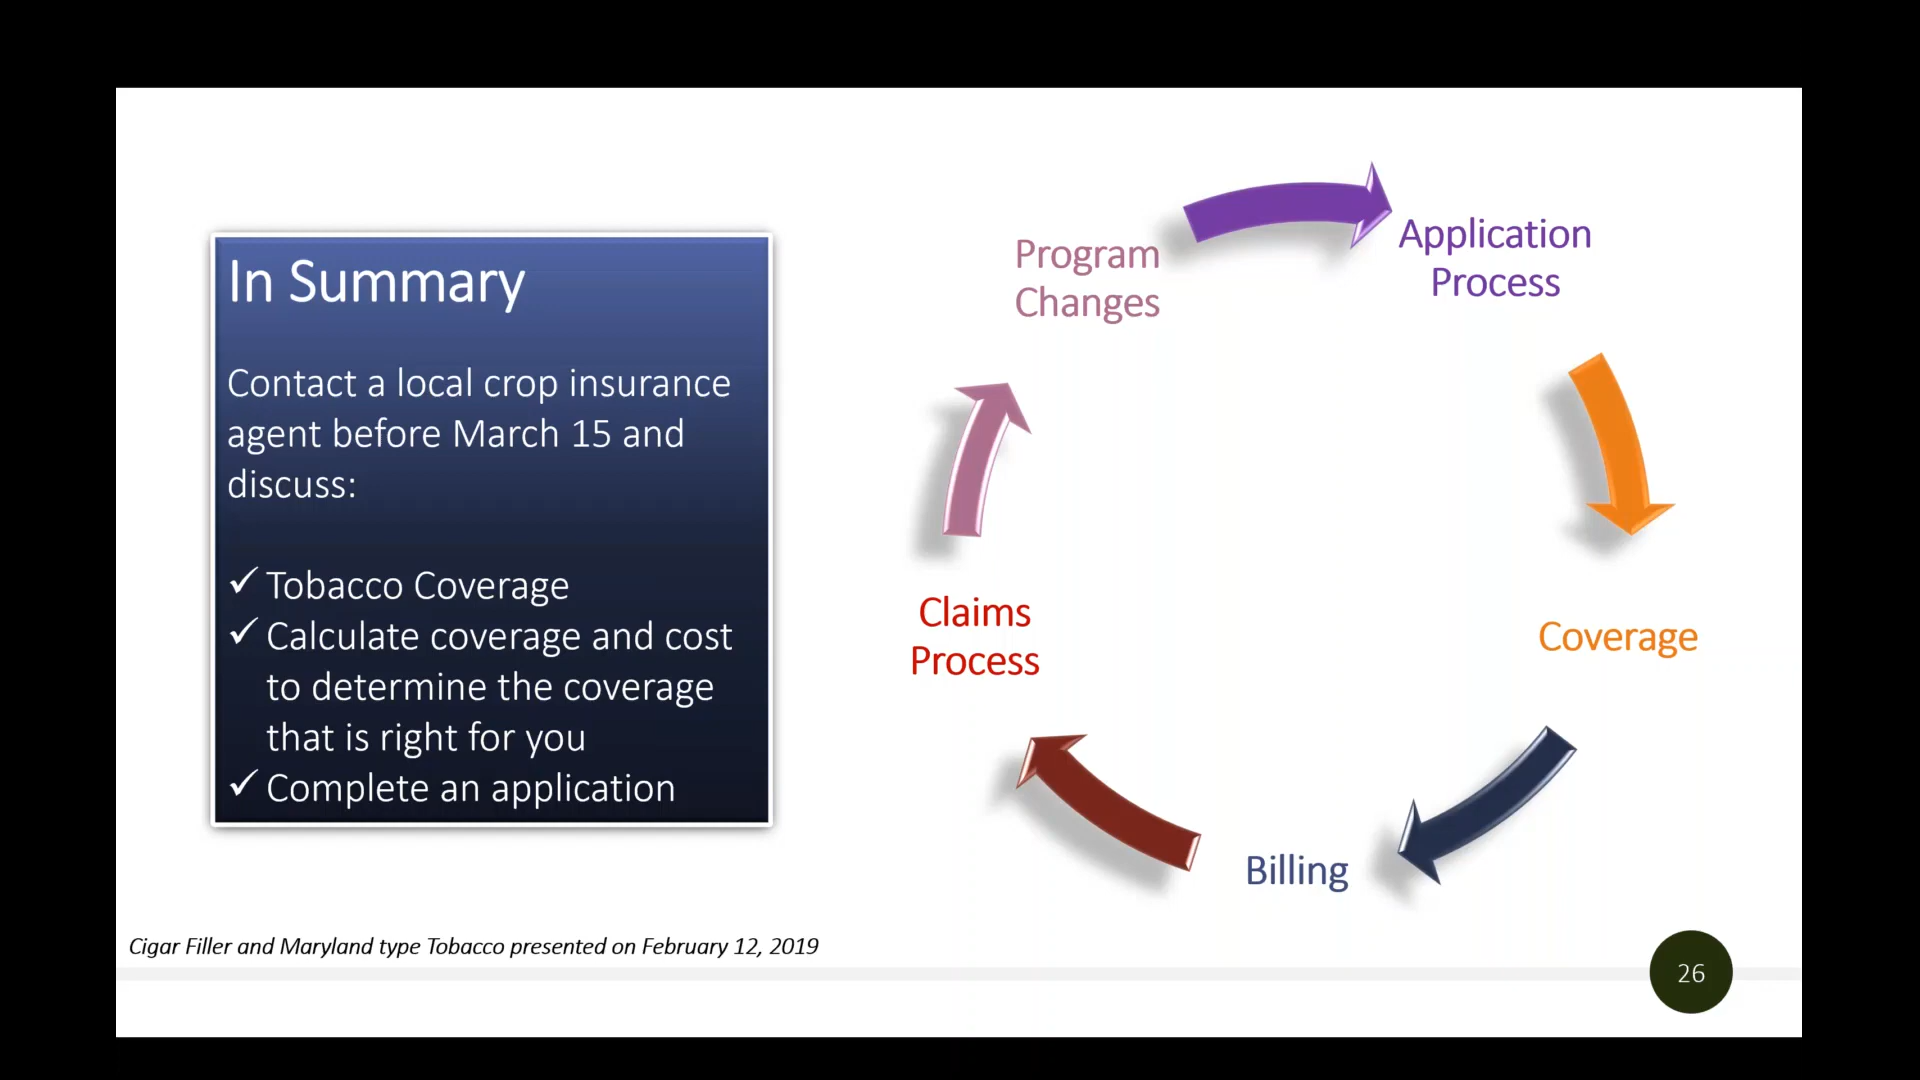 In Summary
Contact a local crop insurance
agent before March 15 and
discuss:
✓ Tobacco Coverage
✓ Calculate coverage and cost
to determine the coverage
that is right for you
✓ Complete an application
Program
Changes
Application
Process
Coverage
Billing
Claims
Process
Cigar Filler and Maryland type Tobacco presented on February 12, 2019
26